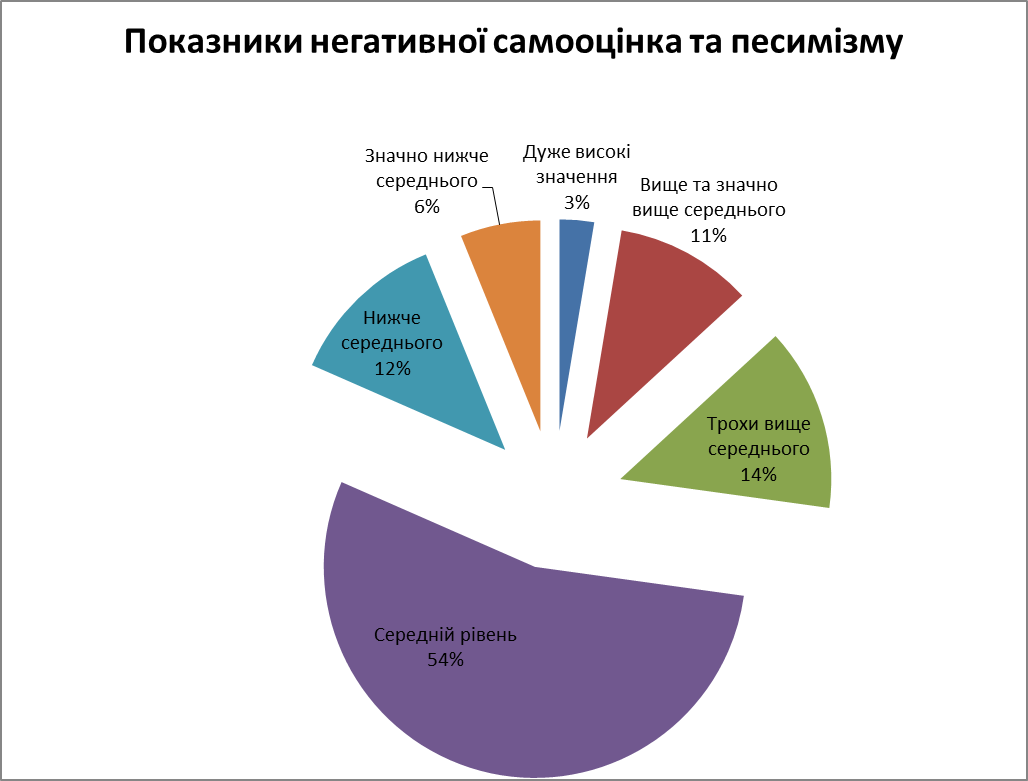 Показники негативної самооцінка та песимізму
Дуже високі
значення
3%
Вище та значно
вище середнього
11%
Трохи вище
середнього
14%
Середній рівень
54%
Нижче
середнього
12%
Значно нижче
середнього
6%